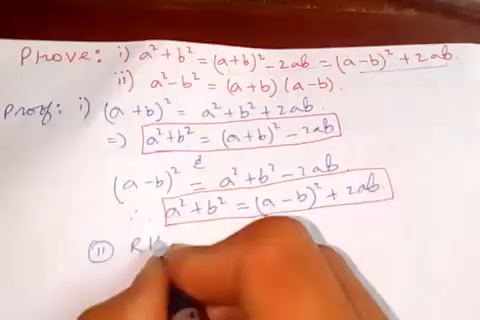 Prove: i) a² + b² = (a+b)² - 2ab = (a-b)² + 2ab.
ii) a² - b² = (a+b) (a-b).
Proof: i) (a + b)² = a² + b² + 2ab.
=) a² + b² = (a+b)² - 2ab
(a - b)² = a² + b² - 2ab
∴ a² + b² = (a - b)² + 2ab.
(ii) R